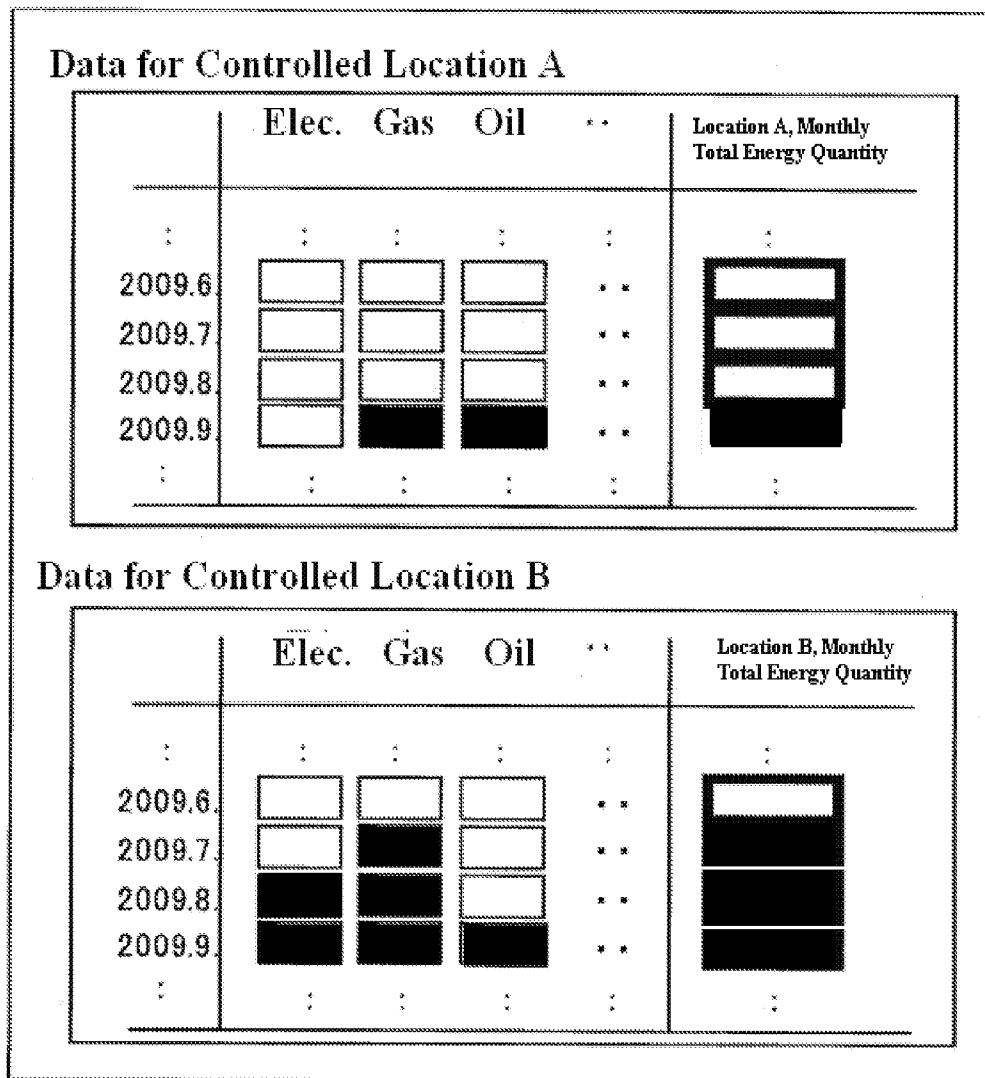 Data for Controlled Location A
Elec. Gas Oil
Location A, Monthly
Total Energy Quantity
2009.6.
2009.7.
2009.8.
2009.9.
Data for Controlled Location B
Elec. Gas Oil
Location B, Monthly
Total Energy Quantity
2009.6.
2009.7.
2009.8.
2009.9.